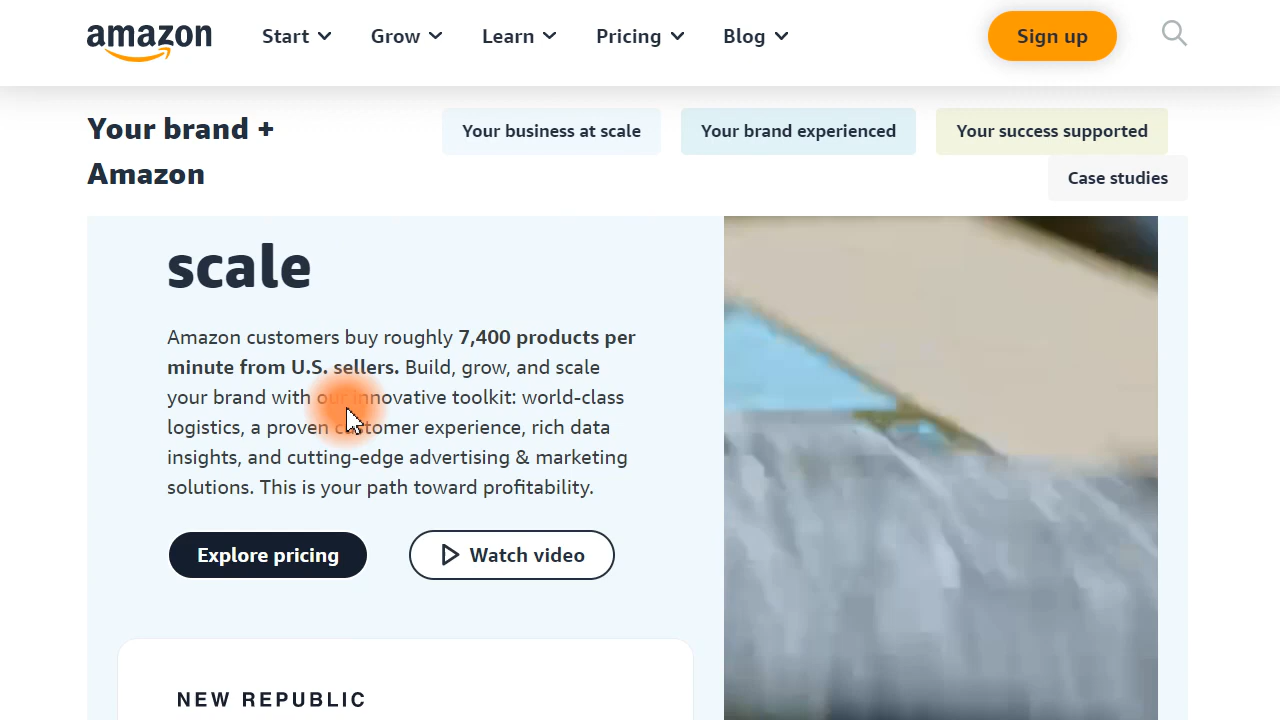 amazon
Start
Grow
Learn
Pricing
Blog
Sign up
Your brand +
Amazon
Your business at scale
Your brand experienced
Your success supported
Case studies
scale
Amazon customers buy roughly 7,400 products per
minute from U.S. sellers. Build, grow, and scale
your brand with our innovative toolkit: world-class
logistics, a proven customer experience, rich data
insights, and cutting-edge advertising & marketing
solutions. This is your path toward profitability.
Explore pricing
Watch video
NEW REPUBLIC